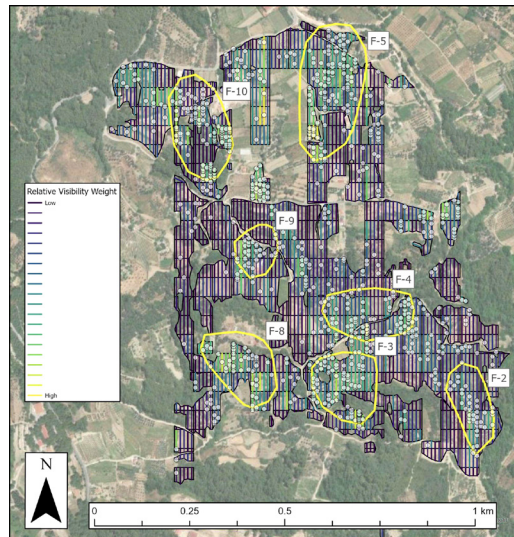 F-5
F-10
Relative Visibility Weight
Low
High
F-9
F-4
F-8
F-3
F-2
N
0
0.25
0.5
1 km